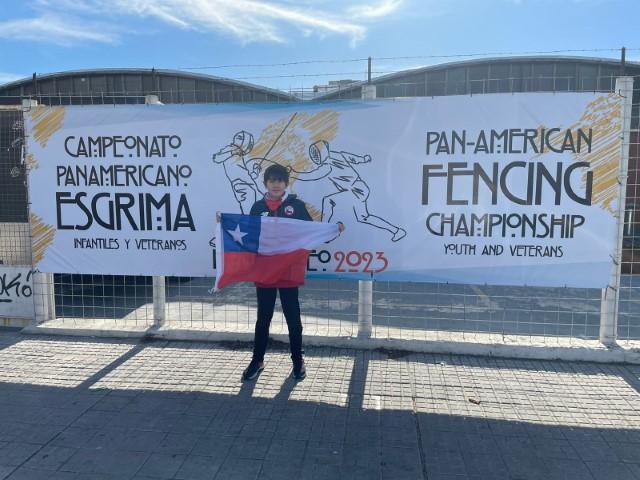 CAMPEONATO
PANAMERICANO
ESGRIMA
INFANTILES Y VETERANOS
2023
PAN-AMERICAN
FENCING
CHAMPIONSHIP
YOUTH AND VETERANS